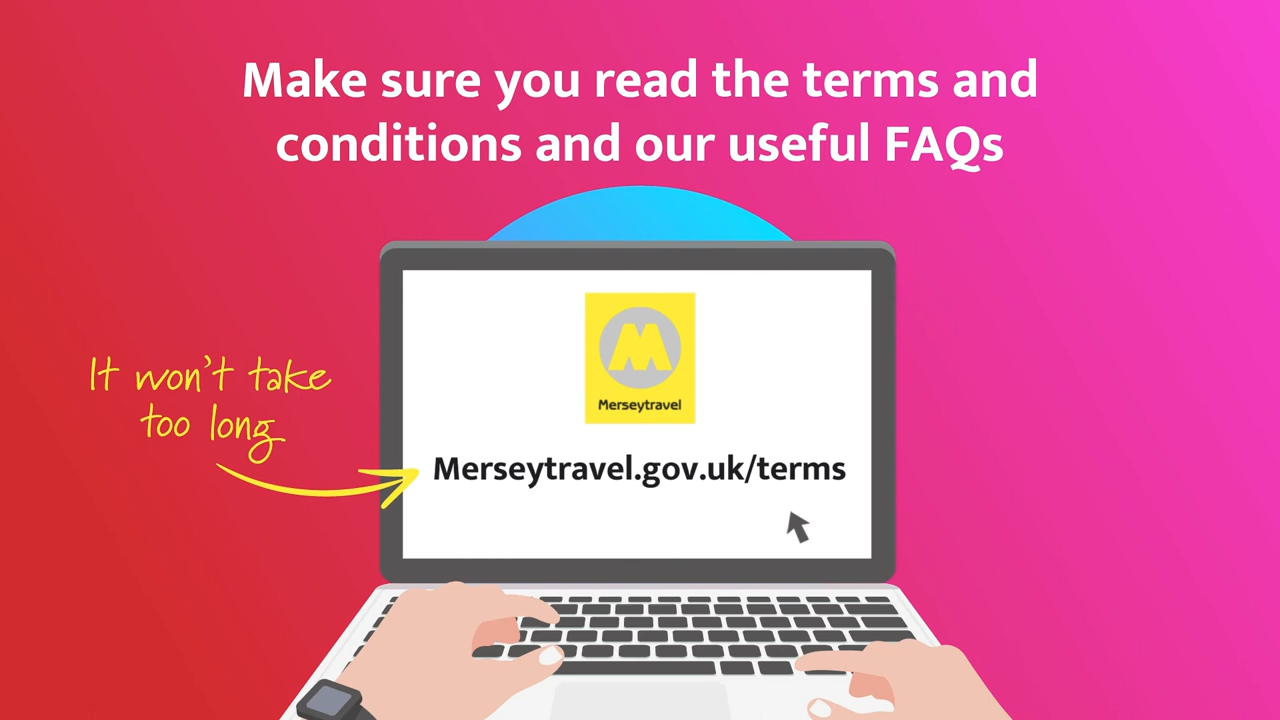 Make sure you read the terms and
conditions and our useful FAQs
It won't take
too long
Merseytravel
Merseytravel.gov.uk/terms